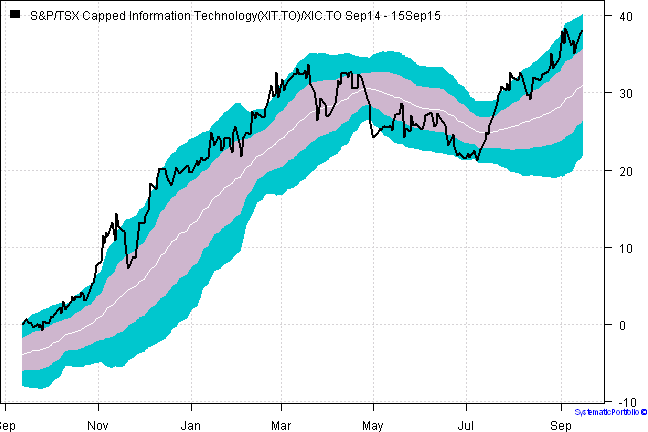 S&P/TSX Capped Information Technology(XIT.TO)/XIC.TO Sep14 - 15Sep15
40
30
20
10
0
-10
Sep Nov Jan Mar May Jul Sep
SystematicPortfolio ©